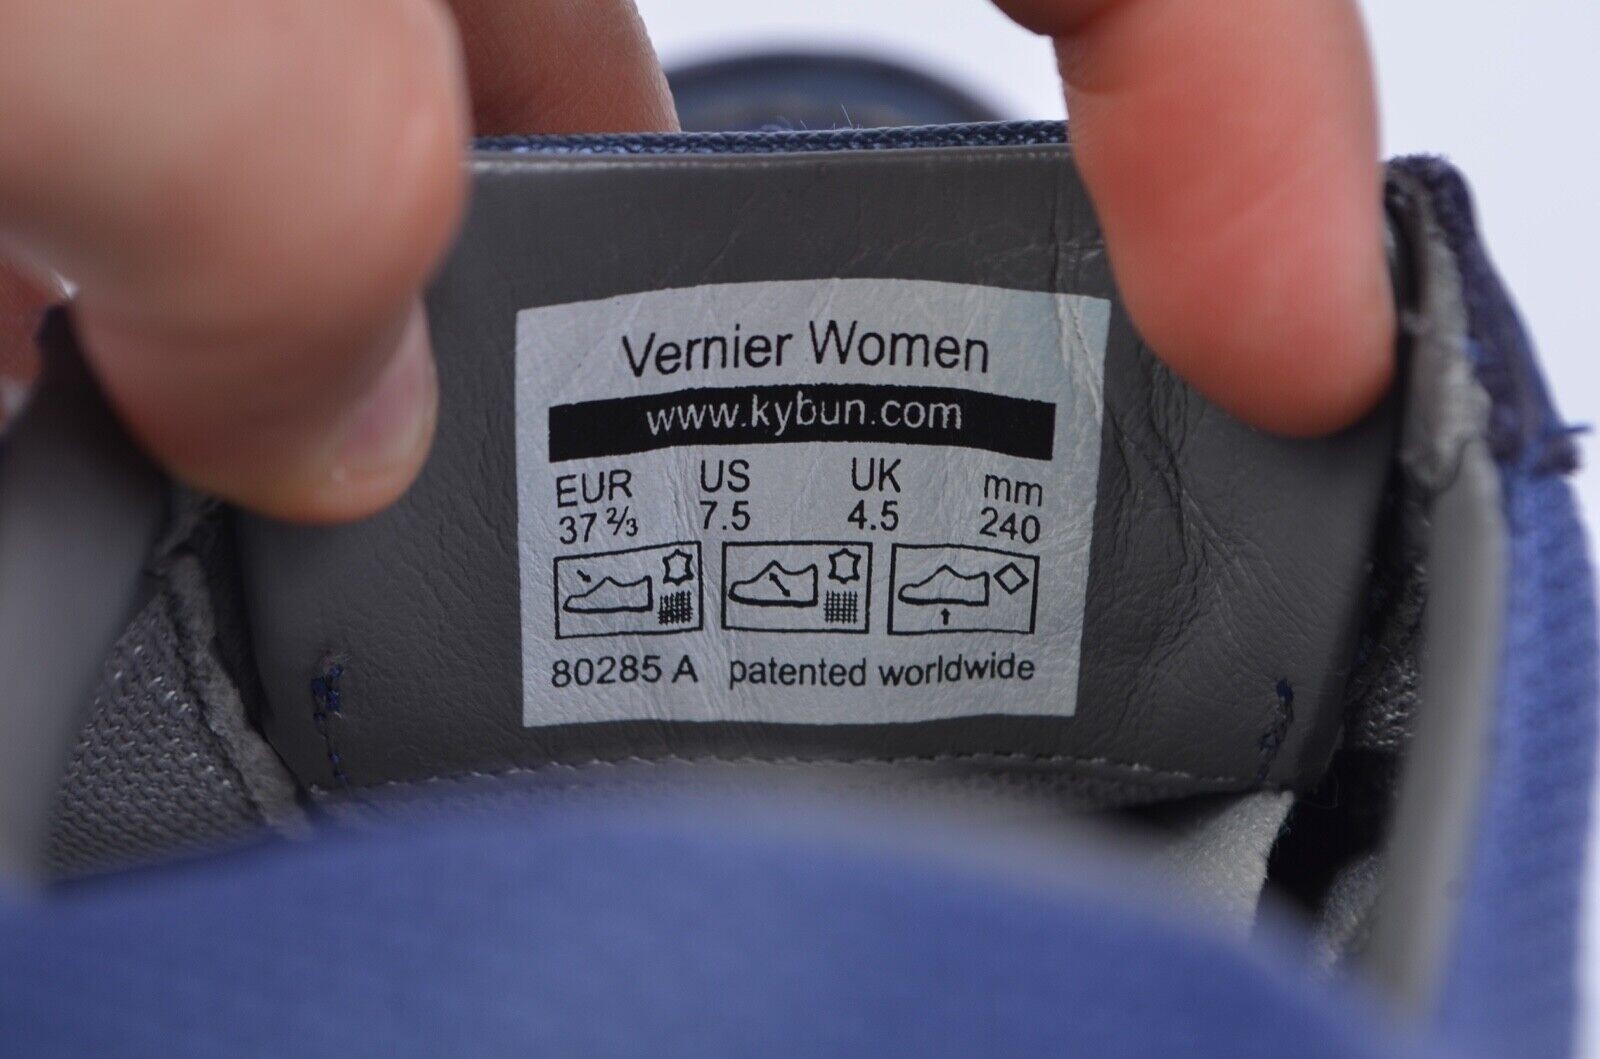 Vernier Women
www.kybun.com
EUR US UK mm
37 ⅔ 7.5 4.5 240
80285 A patented worldwide